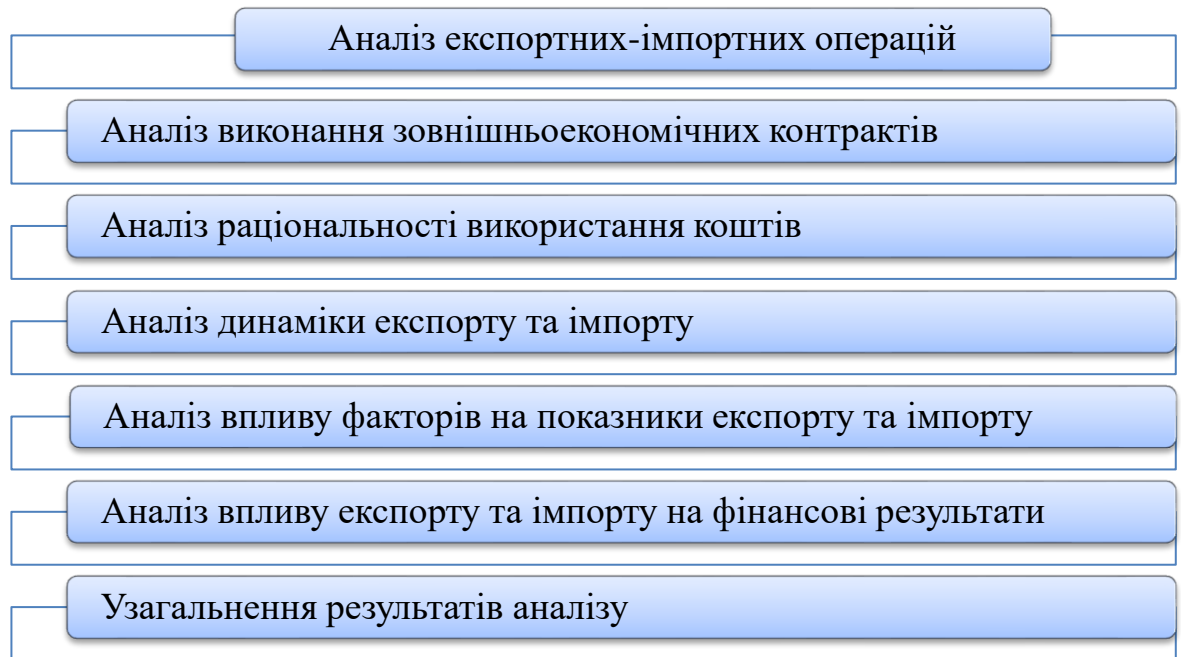 Аналіз експортних-імпортних операцій
Аналіз виконання зовнішньоекономічних контрактів
Аналіз раціональності використання коштів
Аналіз динаміки експорту та імпорту
Аналіз впливу факторів на показники експорту та імпорту
Аналіз впливу експорту та імпорту на фінансові результати
Узагальнення результатів аналізу